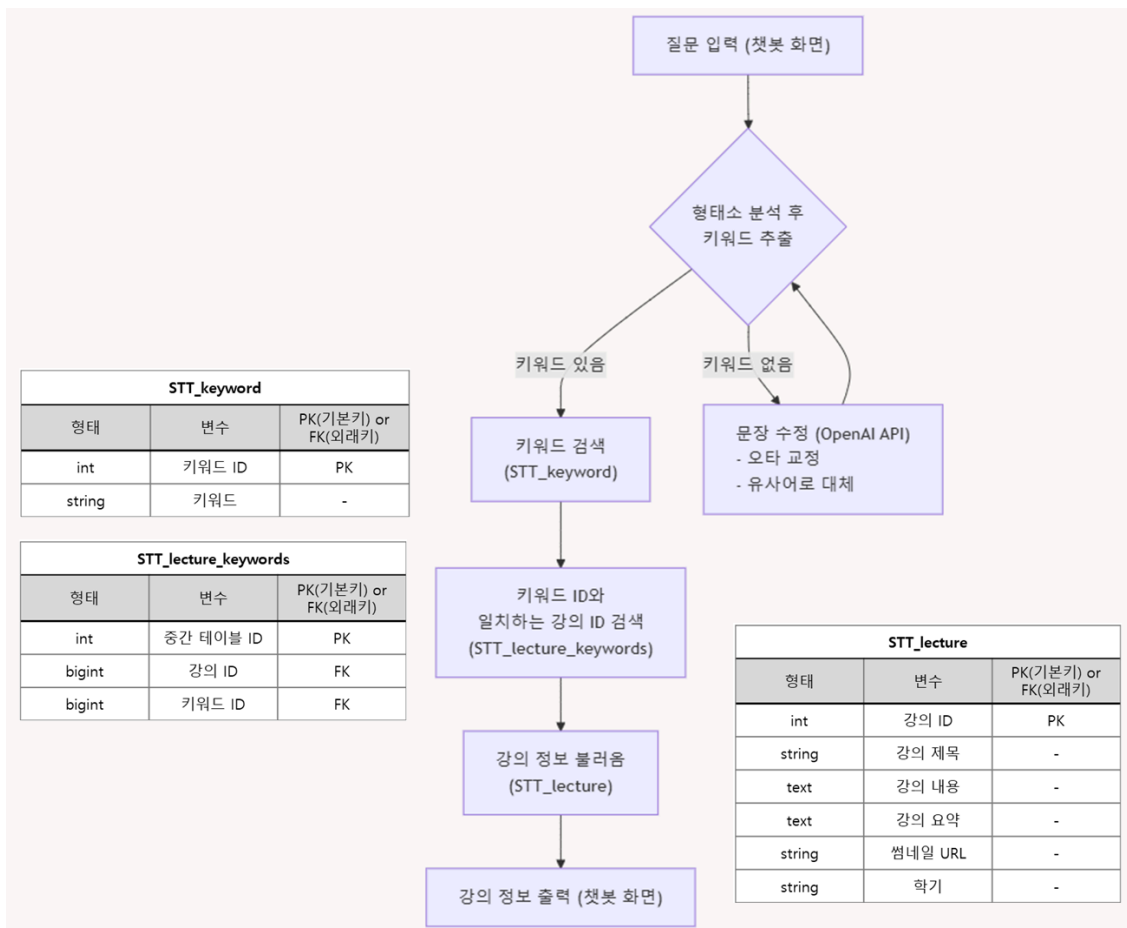 질문 입력 (챗봇 화면)
형태소 분석 후
키워드 추출
키워드 있음
키워드 없음
문장 수정 (OpenAI API)
- 오타 교정
- 유사어로 대체
키워드 검색
(STT_keyword)
키워드 ID와
일치하는 강의 ID 검색
(STT_lecture_keywords)
강의 정보 불러옴
(STT_lecture)
강의 정보 출력 (챗봇 화면)
STT_keyword
형태 변수 PK(기본키) or
FK(외래키)
int 키워드 ID PK
string 키워드 -
STT_lecture_keywords
형태 변수 PK(기본키) or
FK(외래키)
int 중간 테이블 ID PK
bigint 강의 ID FK
bigint 키워드 ID FK
STT_lecture
형태 변수 PK(기본키) or
FK(외래키)
int 강의 ID PK
string 강의 제목 -
text 강의 내용 -
text 강의 요약 -
string 썸네일 URL -
string 학기 -